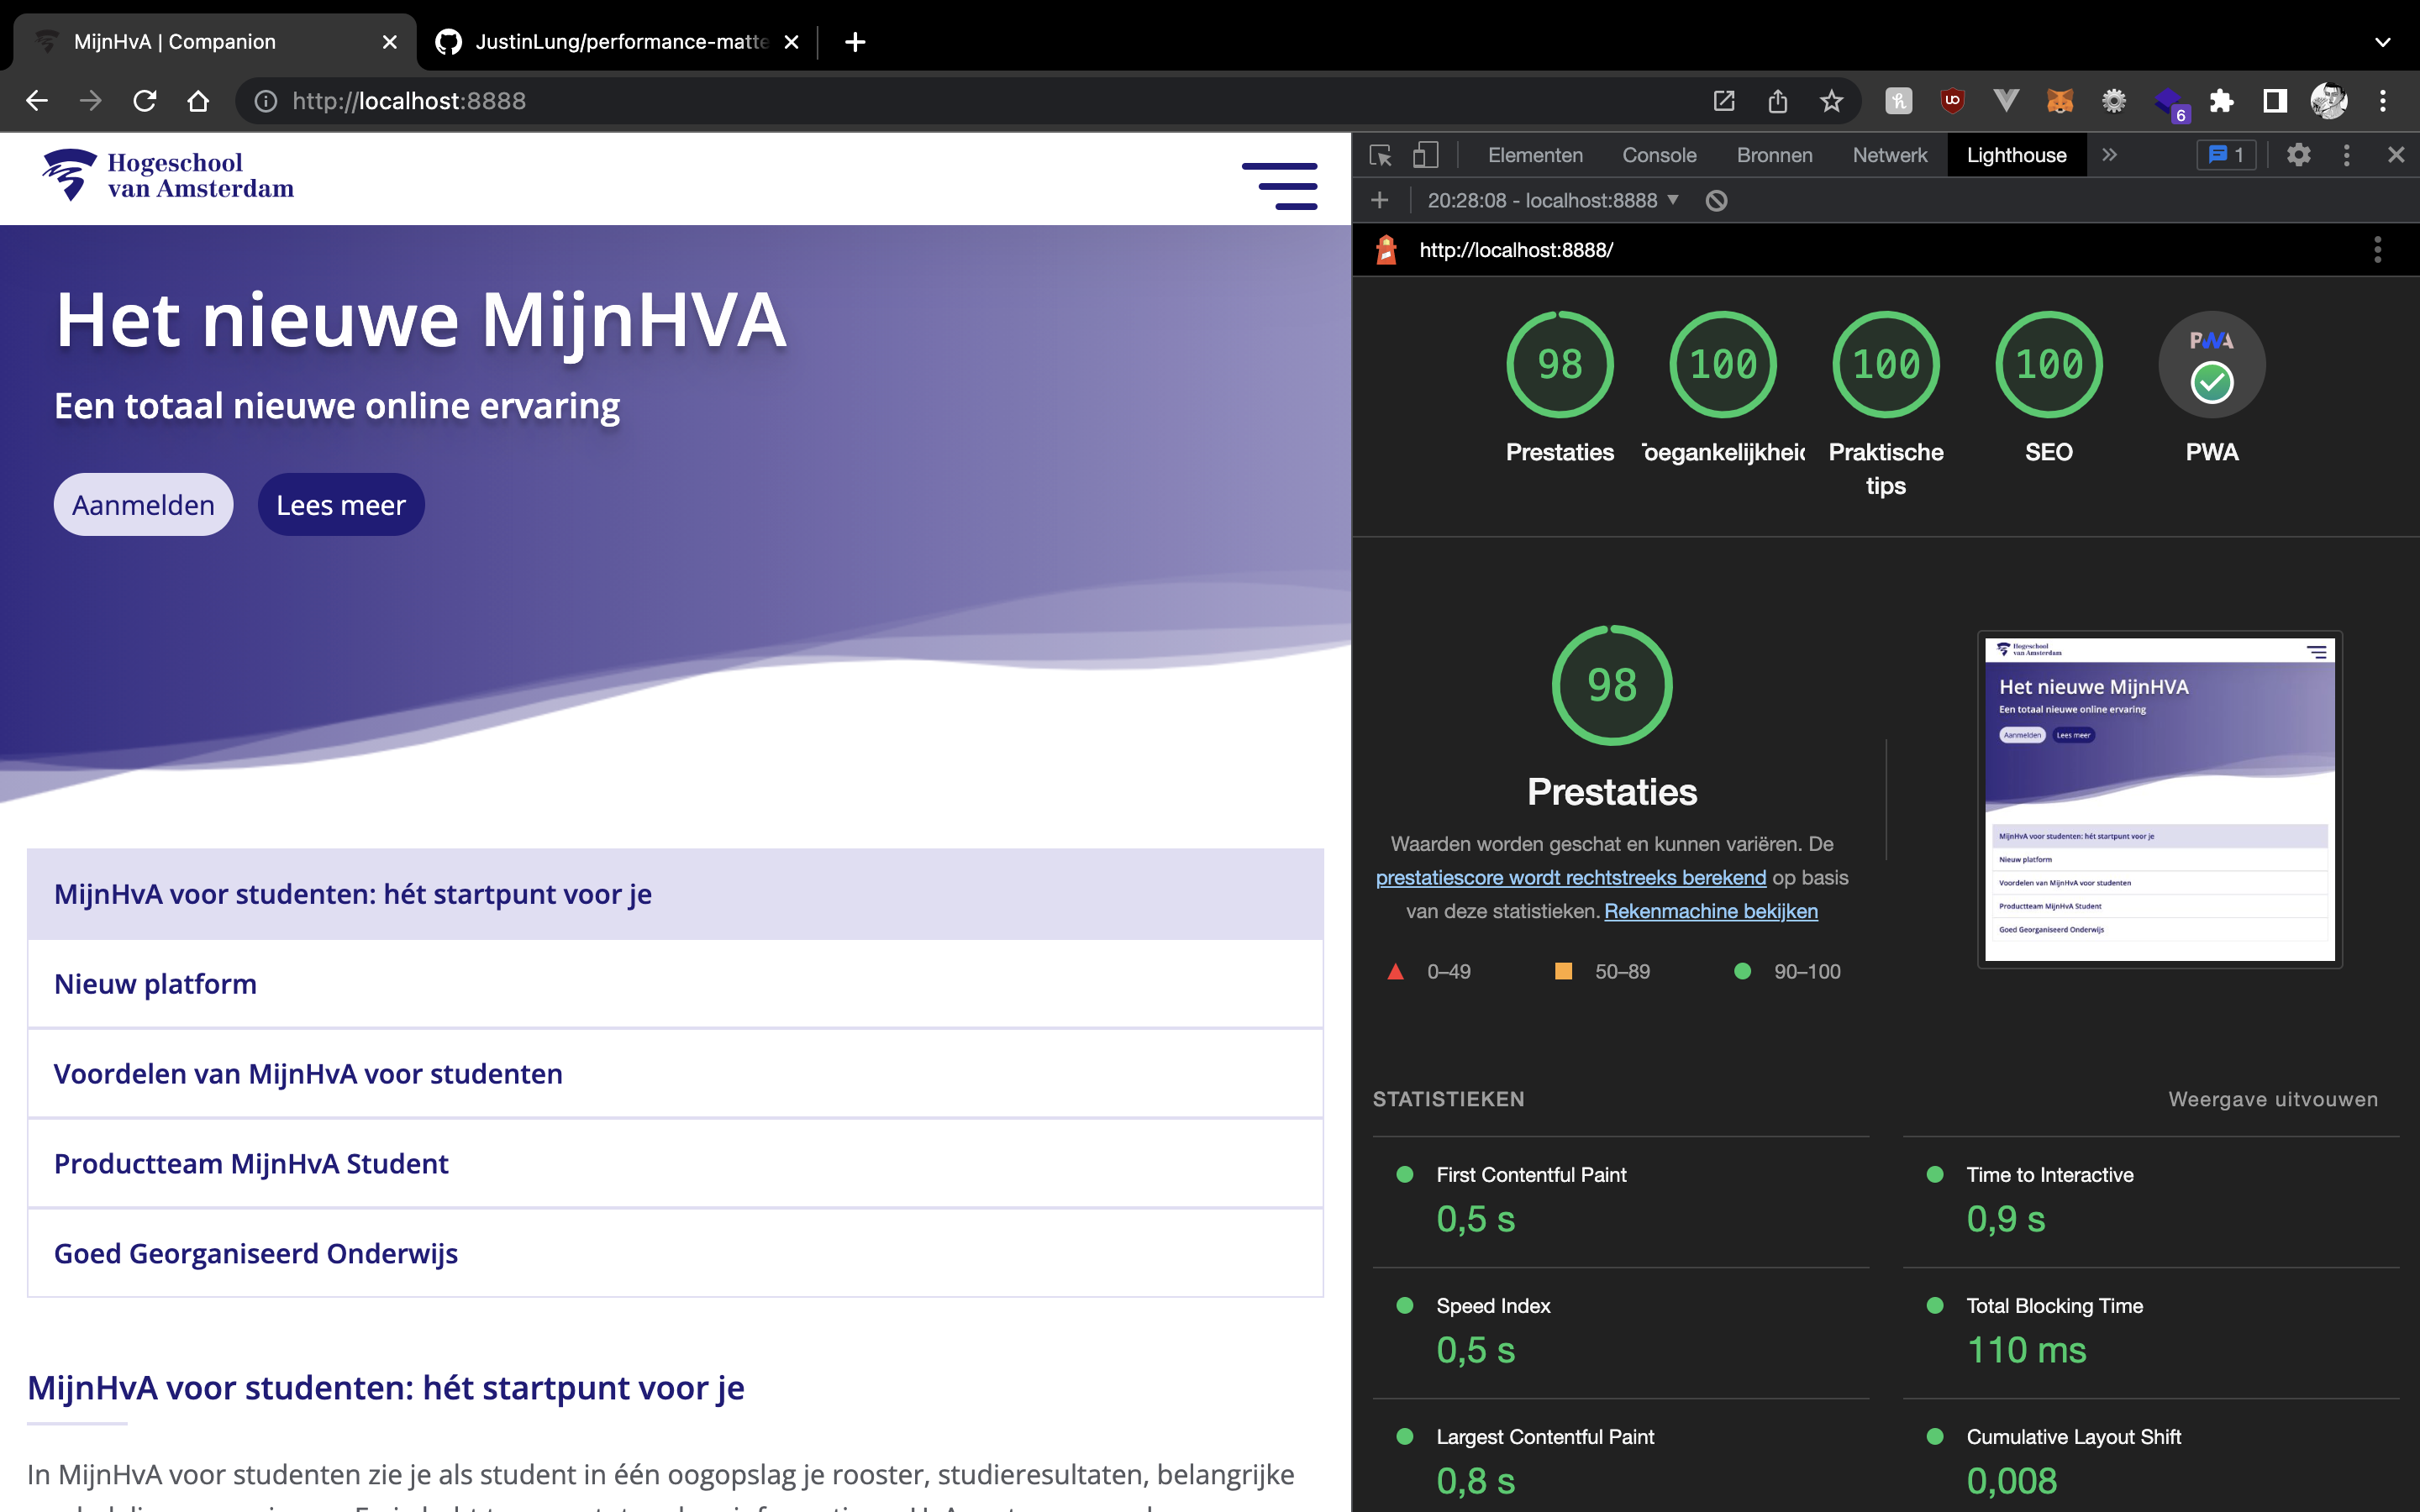 MijnHvA | Companion
JustinLung/performance-matte
http://localhost:8888
6
Hogeschool
van Amsterdam
Het nieuwe MijnHVA
Een totaal nieuwe online ervaring
Aanmelden
Lees meer
MijnHvA voor studenten: hét startpunt voor je
Nieuw platform
Voordelen van MijnHvA voor studenten
Productteam MijnHvA Student
Goed Georganiseerd Onderwijs
MijnHvA voor studenten: hét startpunt voor je
In MijnHvA voor studenten zie je als student in één oogopslag je rooster, studieresultaten, belangrijke
Elementen Console Bronnen Netwerk Lighthouse 1
20:28:08 - localhost:8888
http://localhost:8888/
98 100 100 100 PWA
Prestaties oegankelijkheid Praktische tips SEO PWA
98
Prestaties
Waarden worden geschat en kunnen variëren. De
prestatiescore wordt rechtstreeks berekend op basis
van deze statistieken. Rekenmachine bekijken
0–49 50–89 90–100
Hogeschool
van Amsterdam
Het nieuwe MijnHVA
Een totaal nieuwe online ervaring
Aanmelden Lees meer
MijnHvA voor studenten: hét startpunt voor je
Nieuw platform
Voordelen van MijnHvA voor studenten
Productteam MijnHvA Student
Goed Georganiseerd Onderwijs
STATISTIEKEN Weergave uitvouwen
First Contentful Paint
0,5 s
Time to Interactive
0,9 s
Speed Index
0,5 s
Total Blocking Time
110 ms
Largest Contentful Paint
0,8 s
Cumulative Layout Shift
0,008